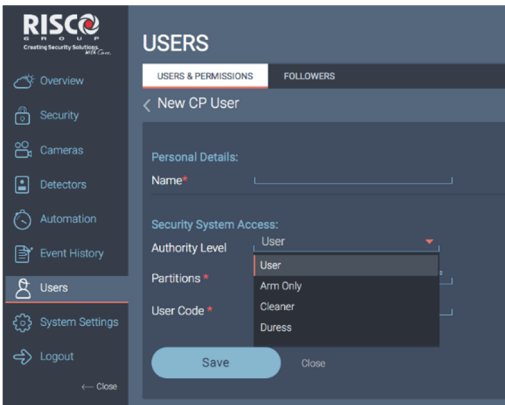 RISCO
GROUP
Creating Security Solutions
With Care.
Overview
Security
Cameras
Detectors
Automation
Event History
Users
System Settings
Logout
← Close
USERS
USERS & PERMISSIONS
FOLLOWERS
< New CP User
Personal Details:
Name*
Security System Access:
Authority Level
User
User
Arm Only
Cleaner
Duress
Partitions *
User Code *
Save
Close